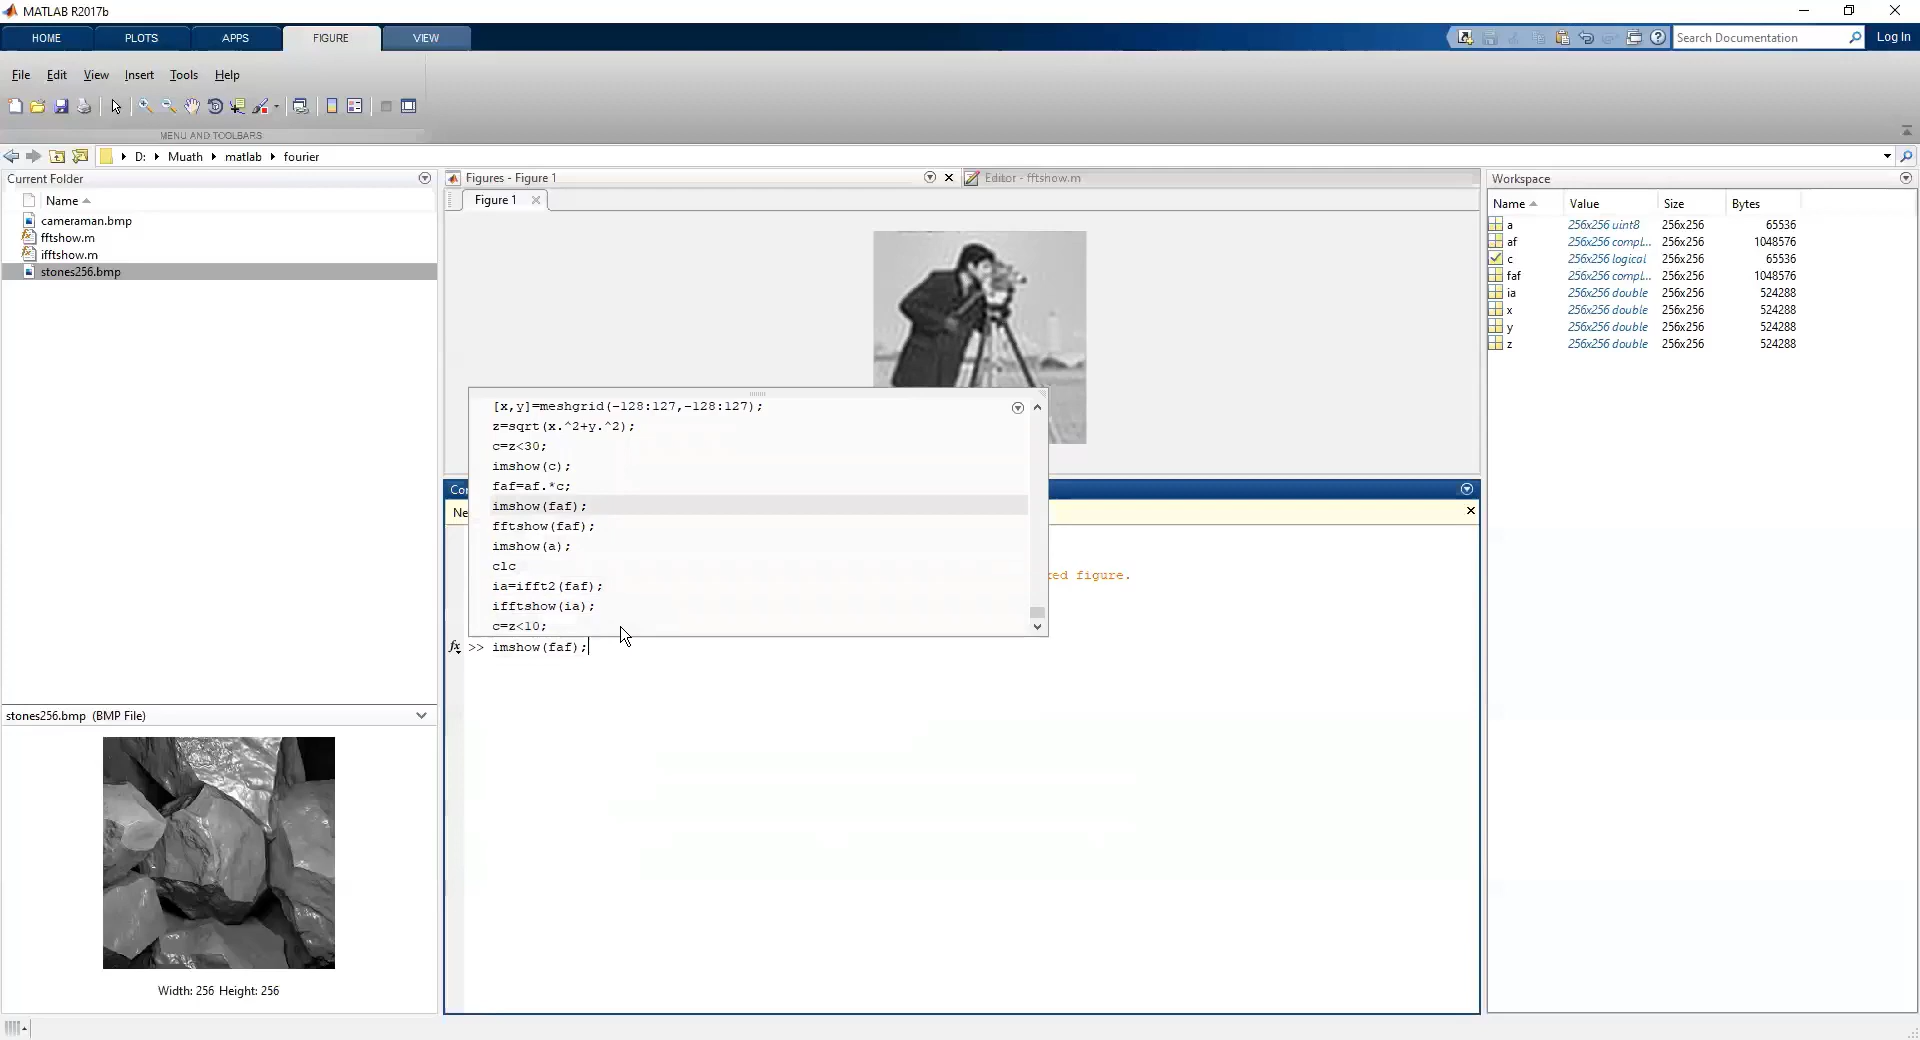 MATLAB R2017b
HOME PLOTS APPS FIGURE VIEW
Search Documentation
Log In
File Edit View Insert Tools Help
MENU AND TOOLBARS
D: Muath matlab fourier
Current Folder
Name
cameraman.bmp
fftshow.m
ifftshow.m
stones256.bmp
stones256.bmp (BMP File)
Width: 256 Height: 256
Figures - Figure 1
Editor - fftshow.m
Figure 1
[x,y]=meshgrid(-128:127,-128:127);
z=sqrt(x.^2+y.^2);
c=z<30;
imshow(c);
faf=af.*c;
imshow(faf);
fftshow(faf);
imshow(a);
clc
ia=ifft2(faf);
ifftshow(ia);
c=z<10;
Co
Ne
ed figure.
fx >> imshow(faf);
Workspace
Name Value Size Bytes
a 256x256 uint8 256x256 65536
af 256x256 compl... 256x256 1048576
c 256x256 logical 256x256 65536
faf 256x256 compl... 256x256 1048576
ia 256x256 double 256x256 524288
x 256x256 double 256x256 524288
y 256x256 double 256x256 524288
z 256x256 double 256x256 524288